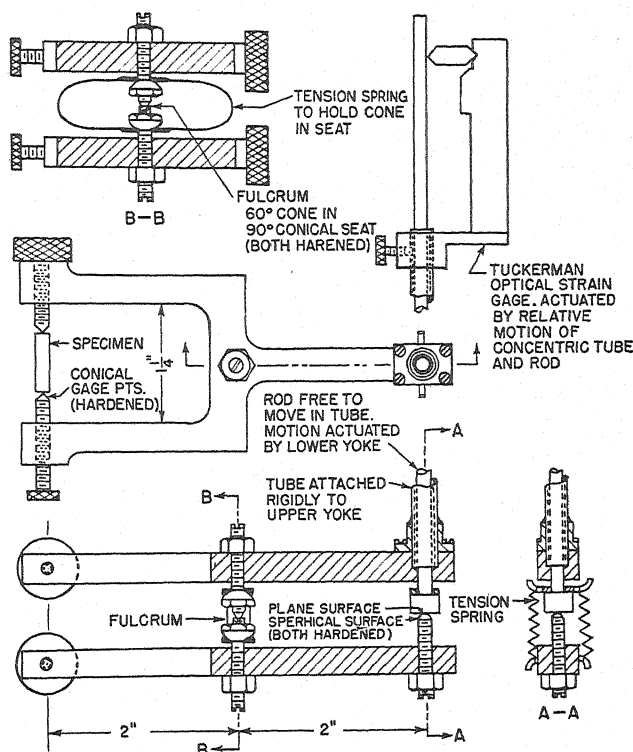 TENSION SPRING
TO HOLD CONE
IN SEAT
FULCRUM
60° CONE IN
90° CONICAL SEAT
(BOTH HARENED)
B–B
TUCKERMAN
OPTICAL STRAIN
GAGE. ACTUATED
BY RELATIVE
MOTION OF
CONCENTRIC TUBE
AND ROD
SPECIMEN
CONICAL
GAGE PTS.
(HARDENED)
1 1/4"
ROD FREE TO
MOVE IN TUBE.
MOTION ACTUATED
BY LOWER YOKE
A
TUBE ATTACHED
RIGIDLY TO
UPPER YOKE
B
FULCRUM
PLANE SURFACE
SPERHICAL SURFACE
(BOTH HARDENED)
TENSION
SPRING
2"
2"
A
B
A–A